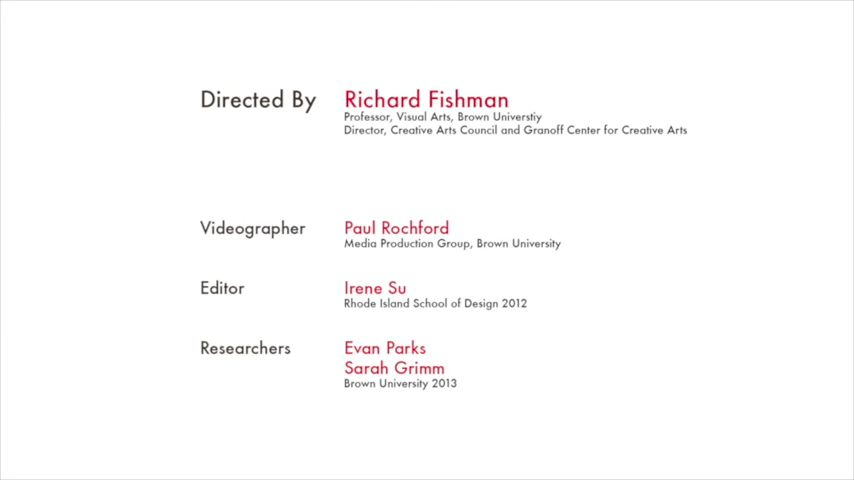 Directed By Richard Fishman
Professor, Visual Arts, Brown Universtiy
Director, Creative Arts Council and Granoff Center for Creative Arts
Videographer Paul Rochford
Media Production Group, Brown University
Editor Irene Su
Rhode Island School of Design 2012
Researchers Evan Parks
Sarah Grimm
Brown University 2013